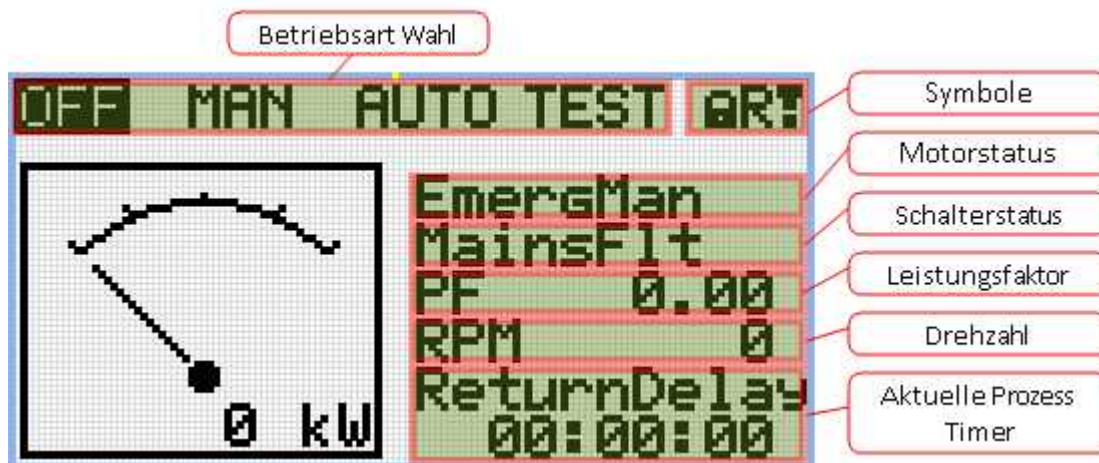 Betriebsart Wahl
OFF MAN AUTO TEST R!
Symbole
EmergMan
Motorstatus
MainsFlt
Schalterstatus
PF 0.00
Leistungsfaktor
RPM 0
Drehzahl
ReturnDelay
00:00:00
Aktuelle Prozess
Timer
0 kW